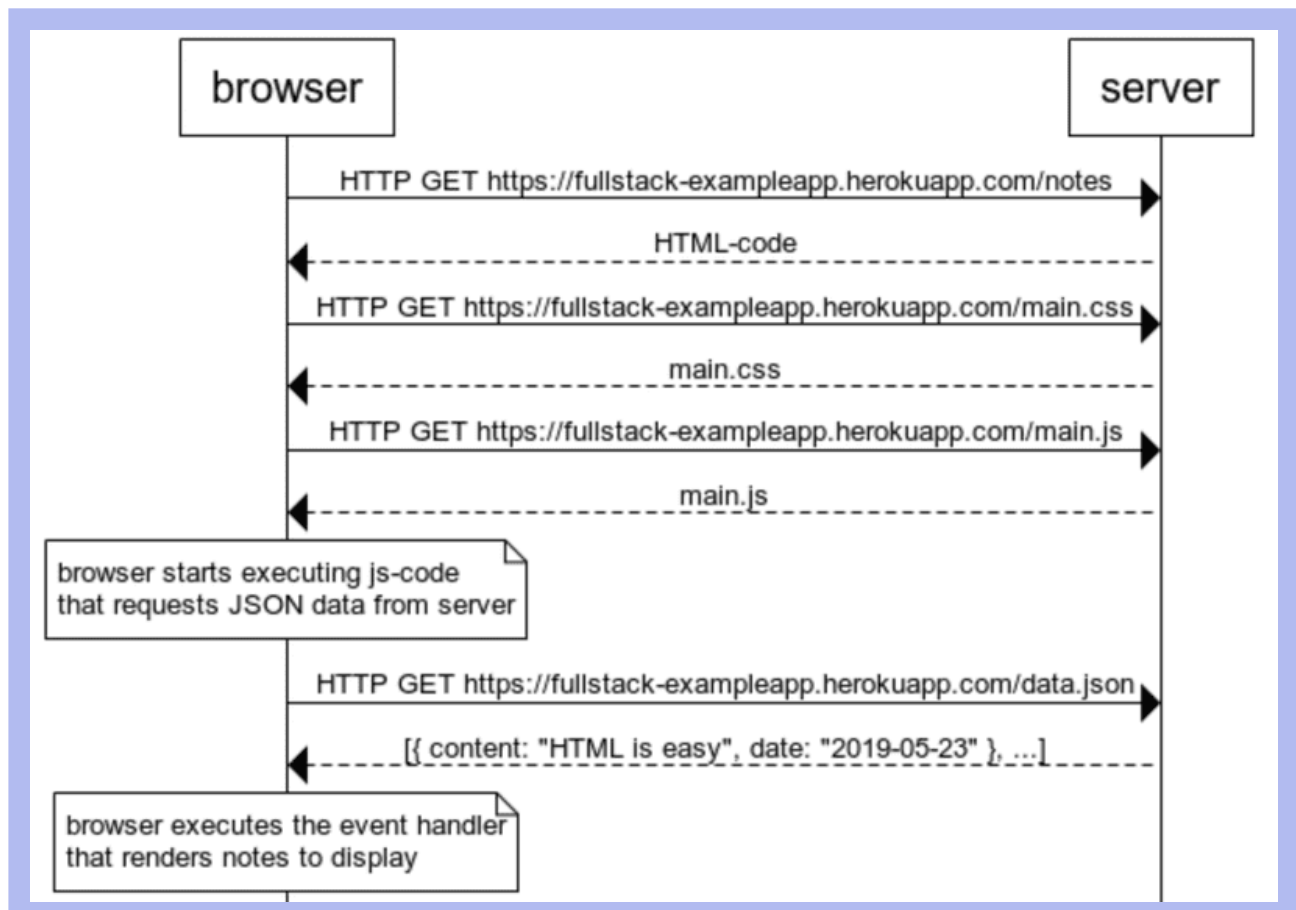 browser
server
HTTP GET https://fullstack-exampleapp.herokuapp.com/notes
HTML-code
HTTP GET https://fullstack-exampleapp.herokuapp.com/main.css
main.css
HTTP GET https://fullstack-exampleapp.herokuapp.com/main.js
main.js
browser starts executing js-code
that requests JSON data from server
HTTP GET https://fullstack-exampleapp.herokuapp.com/data.json
[{ content: "HTML is easy", date: "2019-05-23" }, ...]
browser executes the event handler
that renders notes to display